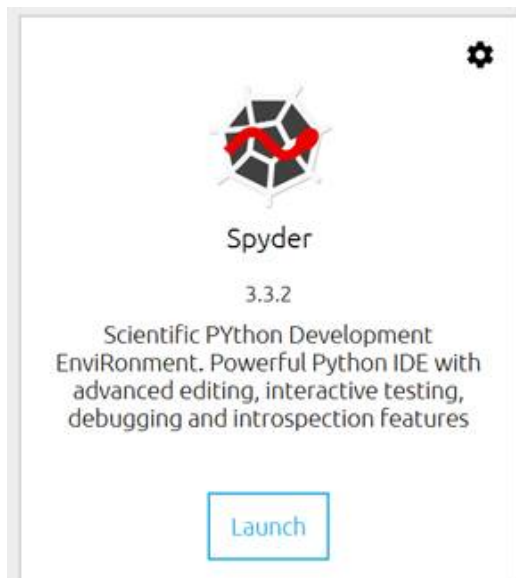 Spyder
3.3.2
Scientific PYthon Development
EnviRonment. Powerful Python IDE with
advanced editing, interactive testing,
debugging and introspection features
Launch